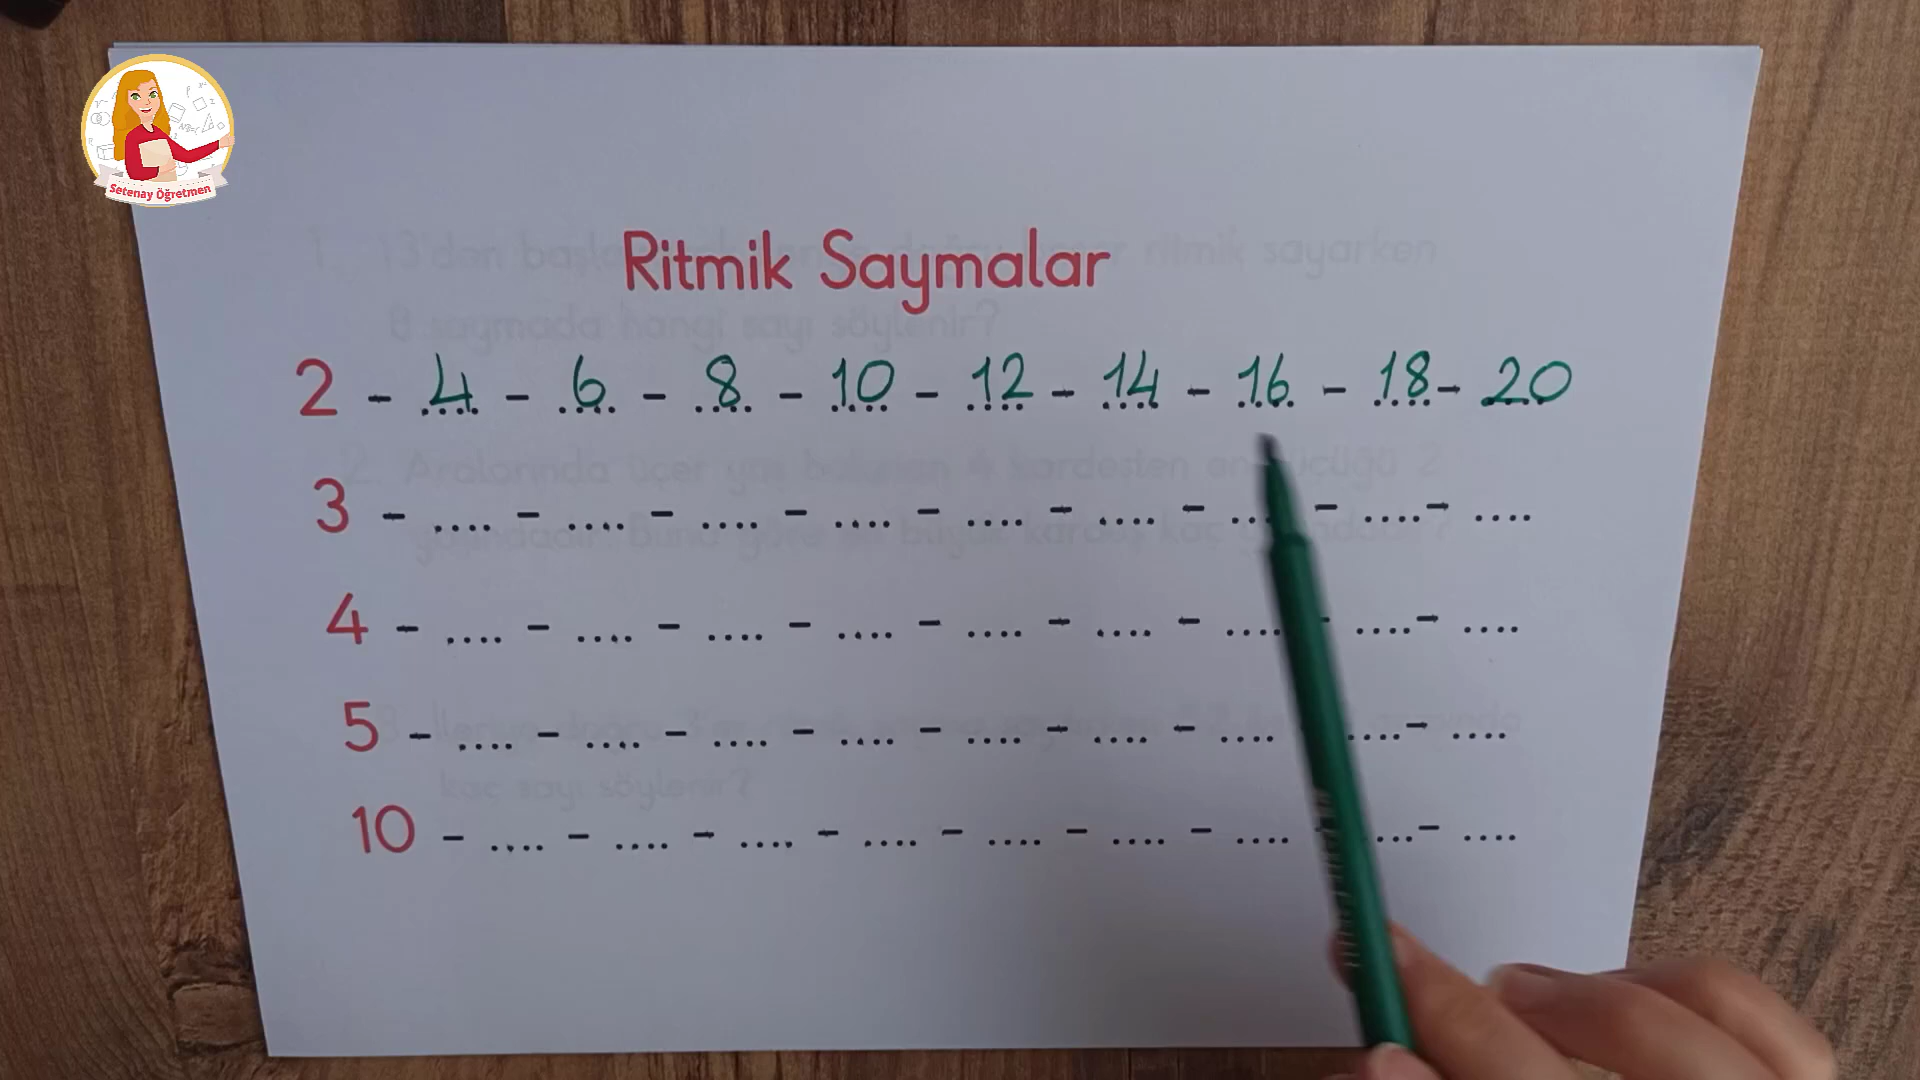 Setenay Öğretmen
Ritmik Saymalar
2 - 4 - 6 - 8 - 10 - 12 - 14 - 16 - 18 - 20
3 - .... - .... - .... - .... - .... - .... - .... - .... - ....
4 - .... - .... - .... - .... - .... - .... - .... - .... - ....
5 - .... - .... - .... - .... - .... - .... - .... - .... - ....
10 - .... - .... - .... - .... - .... - .... - .... - .... - ....